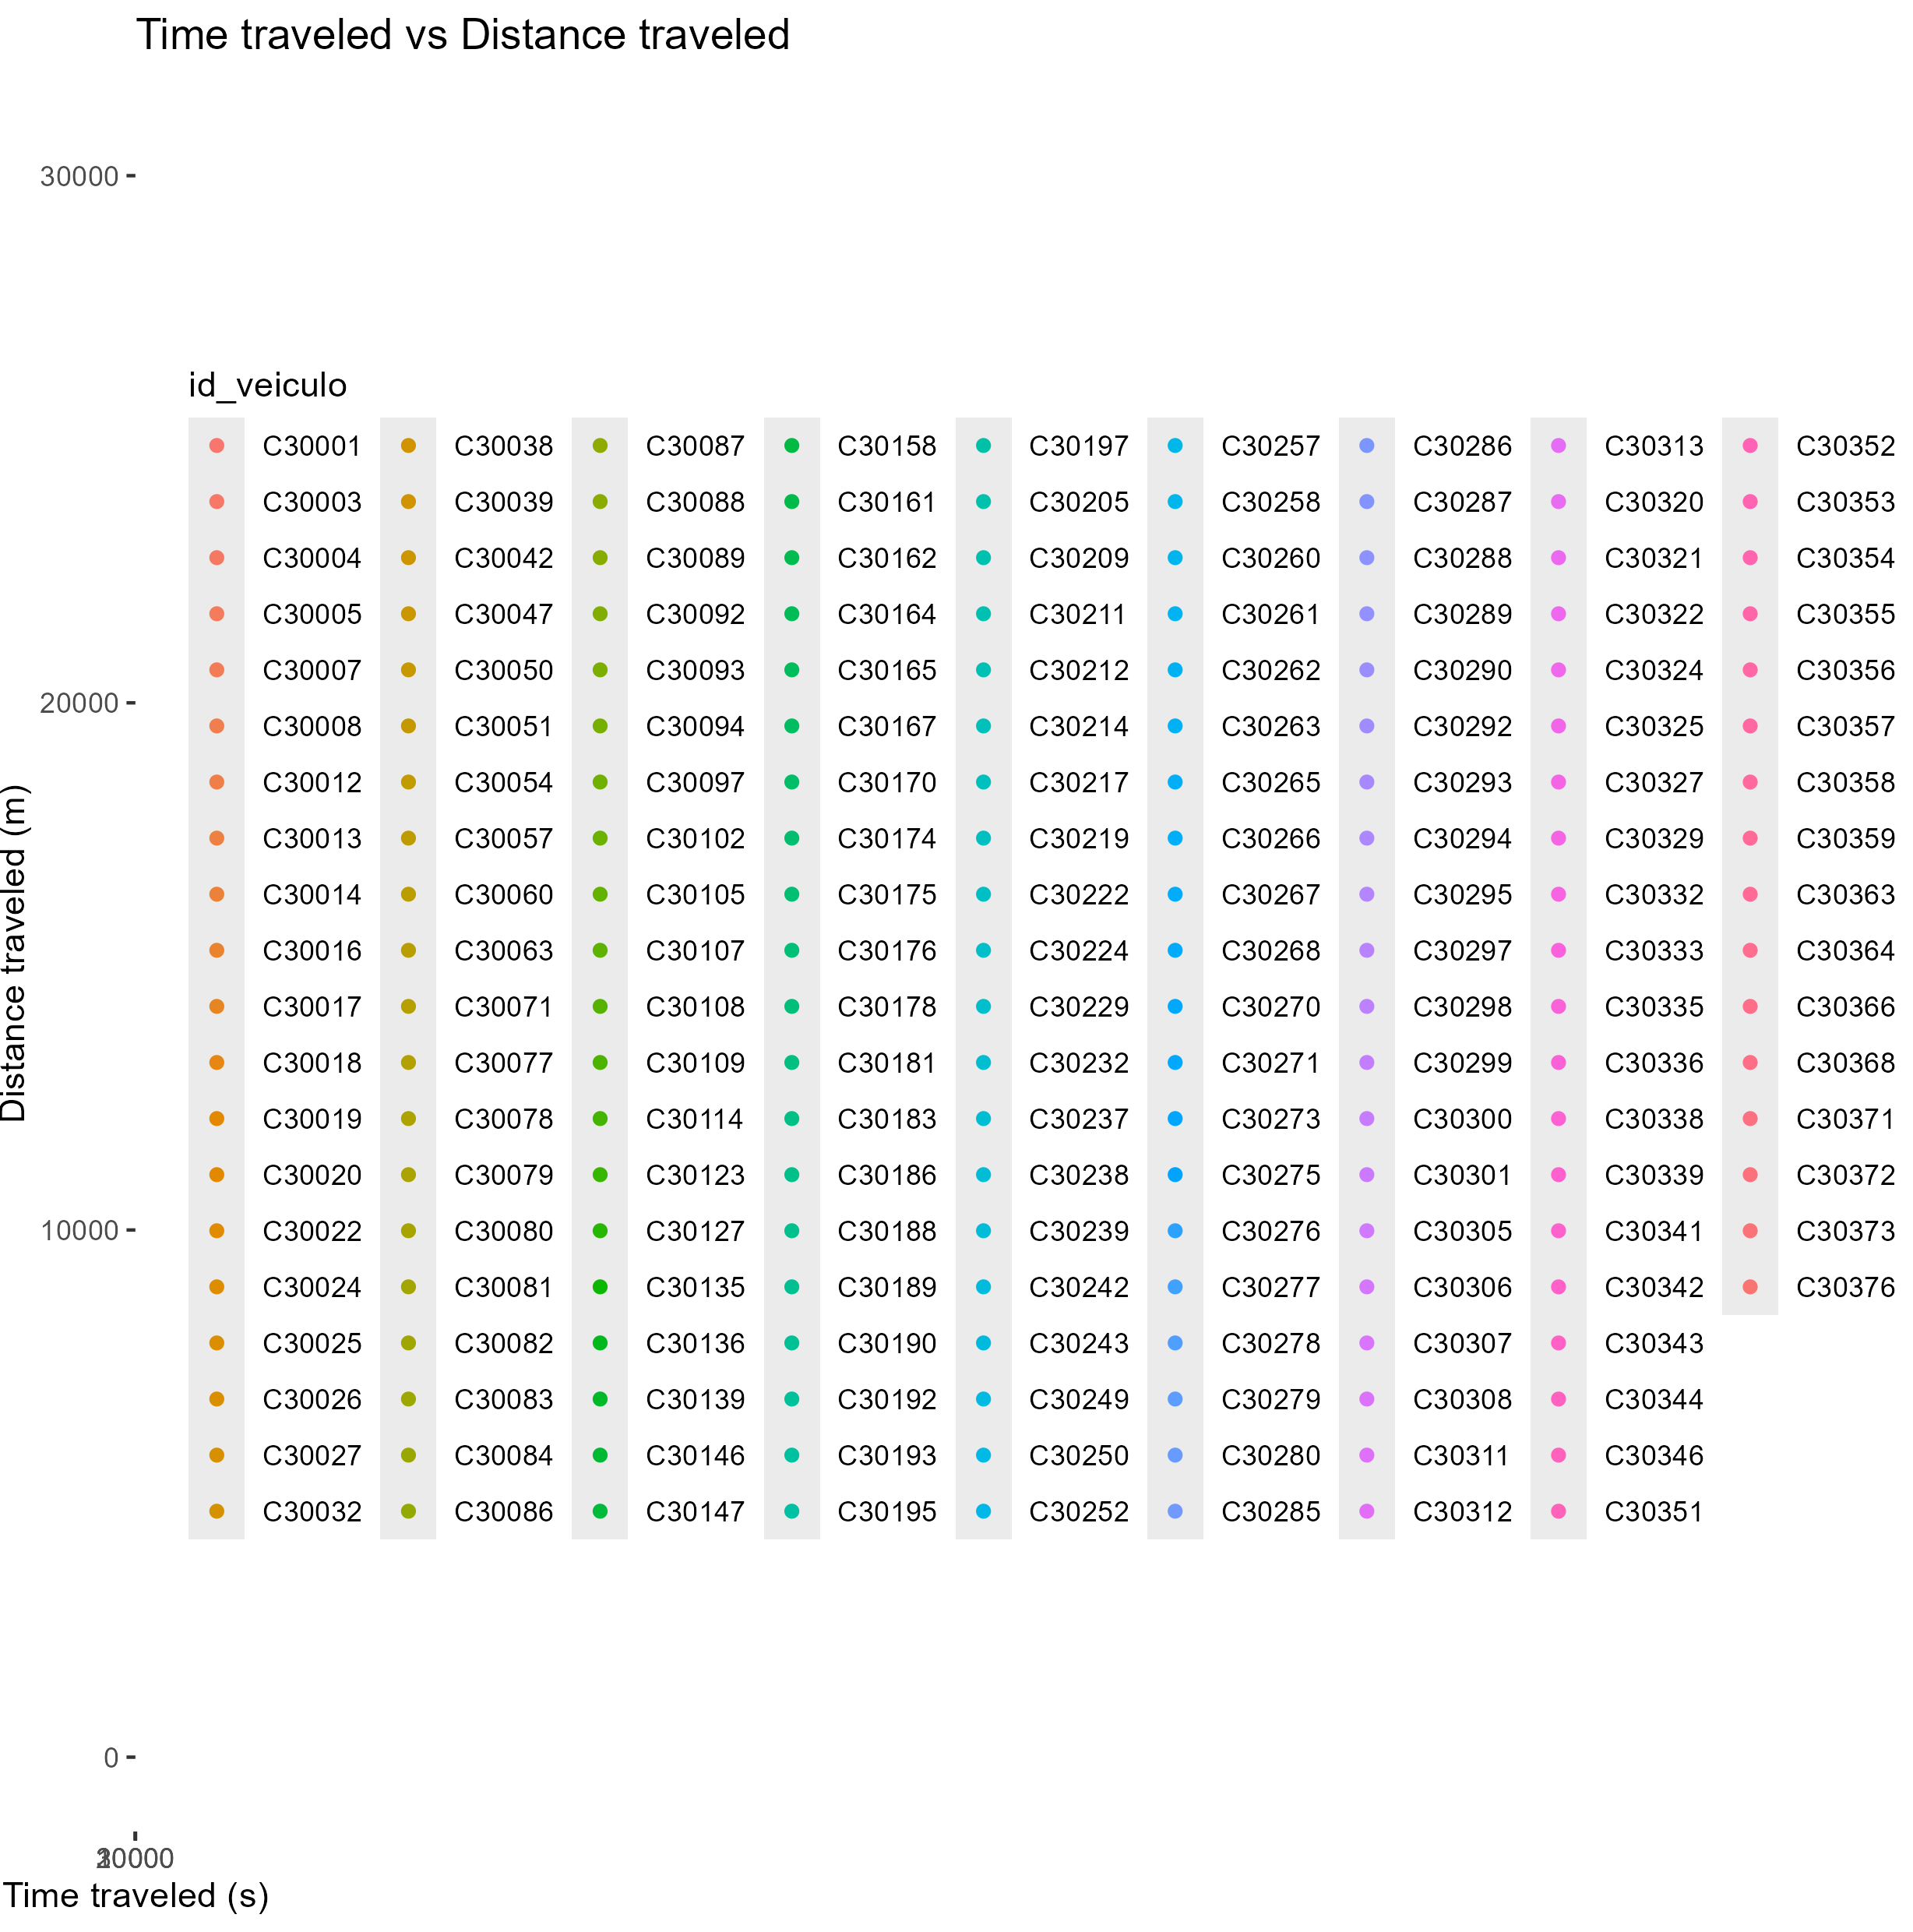 Time traveled vs Distance traveled
30000
20000
10000
0
Distance traveled (m)
id_veiculo
C30001 C30038 C30087 C30158 C30197 C30257 C30286 C30313 C30352
C30003 C30039 C30088 C30161 C30205 C30258 C30287 C30320 C30353
C30004 C30042 C30089 C30162 C30209 C30260 C30288 C30321 C30354
C30005 C30047 C30092 C30164 C30211 C30261 C30289 C30322 C30355
C30007 C30050 C30093 C30165 C30212 C30262 C30290 C30324 C30356
C30008 C30051 C30094 C30167 C30214 C30263 C30292 C30325 C30357
C30012 C30054 C30097 C30170 C30217 C30265 C30293 C30327 C30358
C30013 C30057 C30102 C30174 C30219 C30266 C30294 C30329 C30359
C30014 C30060 C30105 C30175 C30222 C30267 C30295 C30332 C30363
C30016 C30063 C30107 C30176 C30224 C30268 C30297 C30333 C30364
C30017 C30071 C30108 C30178 C30229 C30270 C30298 C30335 C30366
C30018 C30077 C30109 C30181 C30232 C30271 C30299 C30336 C30368
C30019 C30078 C30114 C30183 C30237 C30273 C30300 C30338 C30371
C30020 C30079 C30123 C30186 C30238 C30275 C30301 C30339 C30372
C30022 C30080 C30127 C30188 C30239 C30276 C30305 C30341 C30373
C30024 C30081 C30135 C30189 C30242 C30277 C30306 C30342 C30376
C30025 C30082 C30136 C30190 C30243 C30278 C30307 C30343
C30026 C30083 C30139 C30192 C30249 C30279 C30308 C30344
C30027 C30084 C30146 C30193 C30250 C30280 C30311 C30346
C30032 C30086 C30147 C30195 C30252 C30285 C30312 C30351
Time traveled (s)